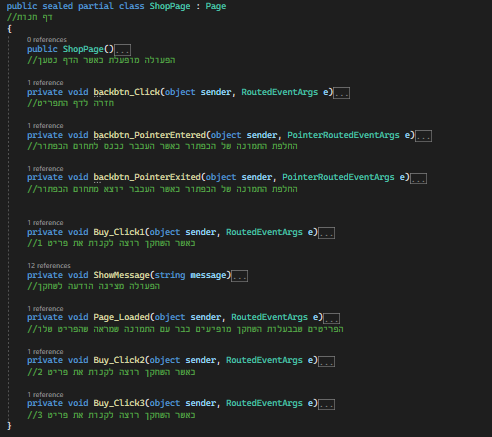 public sealed partial class ShopPage : Page
//דף חנות
{
0 references
public ShopPage()...
//הפעולה מופעלת כאשר הדף נטען
1 reference
private void backbtn_Click(object sender, RoutedEventArgs e)...
//חזרה לדף התפריט
1 reference
private void backbtn_PointerEntered(object sender, PointerRoutedEventArgs e)...
//החלפת התמונה של הכפתור כאשר העכבר נכנס לתחום הכפתור
1 reference
private void backbtn_PointerExited(object sender, PointerRoutedEventArgs e)...
//החלפת התמונה של הכפתור כאשר העכבר יוצא מתחום הכפתור
1 reference
private void Buy_Click1(object sender, RoutedEventArgs e)...
//כאשר השחקן רוצה לקנות את פריט 1
12 references
private void ShowMessage(string message)...
//הפעולה מציגה הודעה לשחקן
1 reference
private void Page_Loaded(object sender, RoutedEventArgs e)...
//הפריטים שבבעלות השחקן מופיעים כבר עם התמונה שמראה שהפריט שלו
1 reference
private void Buy_Click2(object sender, RoutedEventArgs e)...
//כאשר השחקן רוצה לקנות את פריט 2
1 reference
private void Buy_Click3(object sender, RoutedEventArgs e)...
//כאשר השחקן רוצה לקנות את פריט 3
}